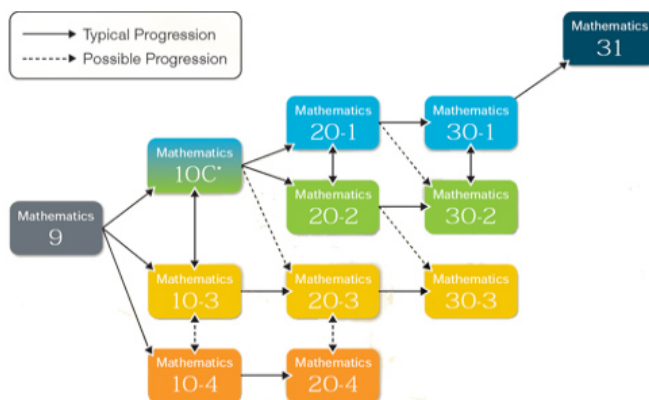 Typical Progression
Possible Progression
Mathematics
31
Mathematics
20-1
Mathematics
30-1
Mathematics
10C*
Mathematics
20-2
Mathematics
30-2
Mathematics
9
Mathematics
10-3
Mathematics
20-3
Mathematics
30-3
Mathematics
10-4
Mathematics
20-4